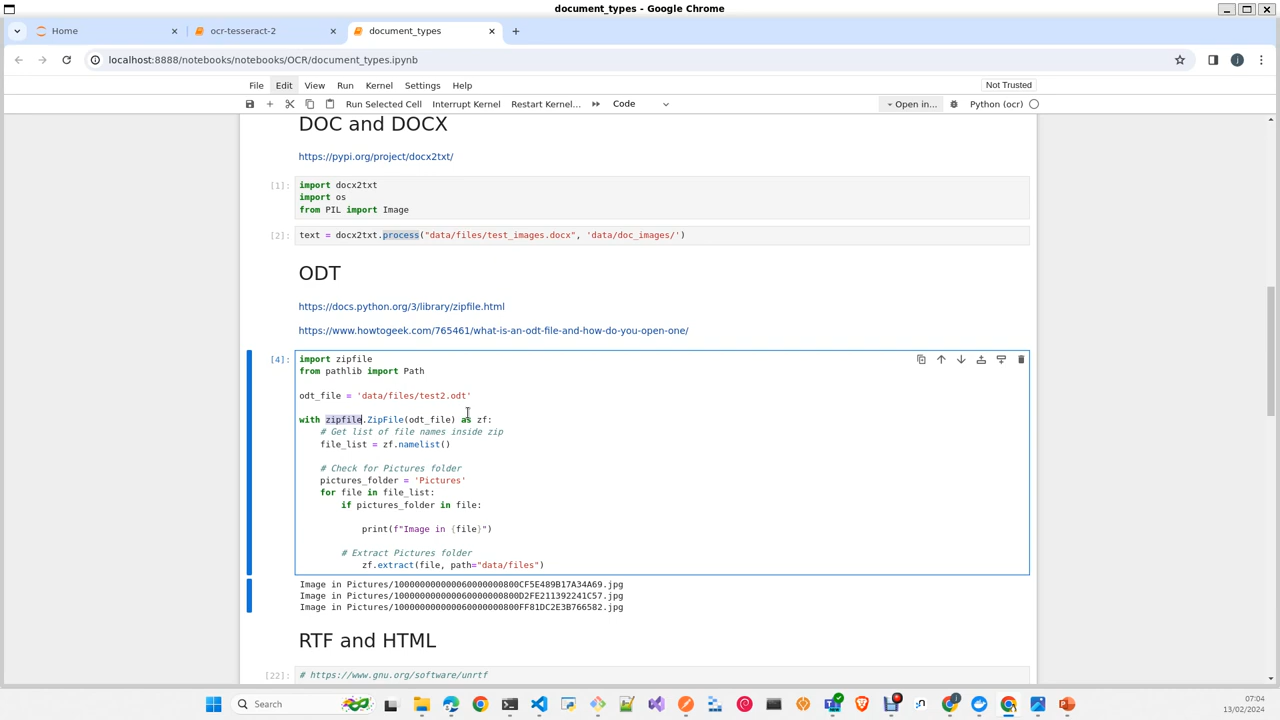 document_types - Google Chrome
Home
ocr-tesseract-2
document_types
localhost:8888/notebooks/notebooks/OCR/document_types.ipynb
File Edit View Run Kernel Settings Help
Not Trusted
Run Selected Cell Interrupt Kernel Restart Kernel... Code
Open in... Python (ocr)
DOC and DOCX
https://pypi.org/project/docx2txt/
[1]: import docx2txt
import os
from PIL import Image
[2]: text = docx2txt.process("data/files/test_images.docx", 'data/doc_images/')
ODT
https://docs.python.org/3/library/zipfile.html
https://www.howtogeek.com/765461/what-is-an-odt-file-and-how-do-you-open-one/
[4]: import zipfile
from pathlib import Path
odt_file = 'data/files/test2.odt'
with zipfile.ZipFile(odt_file) as zf:
# Get list of file names inside zip
file_list = zf.namelist()
# Check for Pictures folder
pictures_folder = 'Pictures'
for file in file_list:
if pictures_folder in file:
print(f"Image in {file}")
# Extract Pictures folder
zf.extract(file, path="data/files")
Image in Pictures/100000000000060000000800CF5E489B17A34A69.jpg
Image in Pictures/100000000000060000000800D2FE211392241C57.jpg
Image in Pictures/100000000000060000000800FF81DC2E3B766582.jpg
RTF and HTML
[22]: # https://www.gnu.org/software/unrtf
Search
07:04
13/02/2024